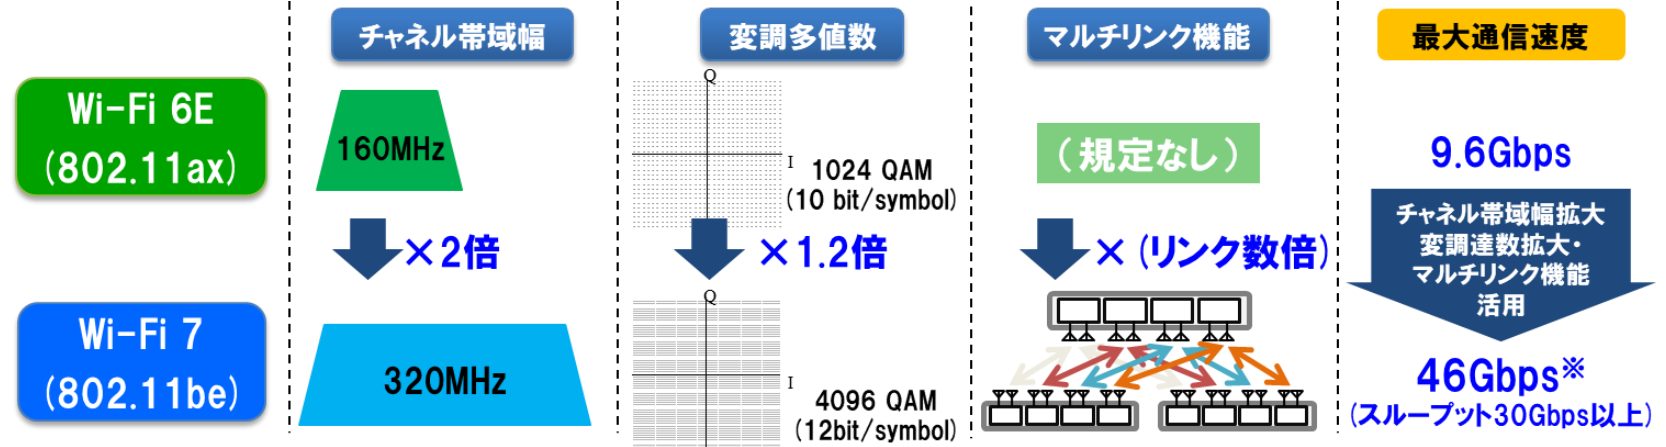 チャネル帯域幅
変調多値数
マルチリンク機能
最大通信速度
Wi-Fi 6E
(802.11ax)
160MHz
Q
I
1024 QAM
(10 bit/symbol)
(規定なし)
9.6Gbps
×2倍
×1.2倍
×(リンク数倍)
チャネル帯域幅拡大
変調達数拡大・
マルチリンク機能
活用
Wi-Fi 7
(802.11be)
320MHz
Q
I
4096 QAM
(12bit/symbol)
46Gbps※
(スループット30Gbps以上)